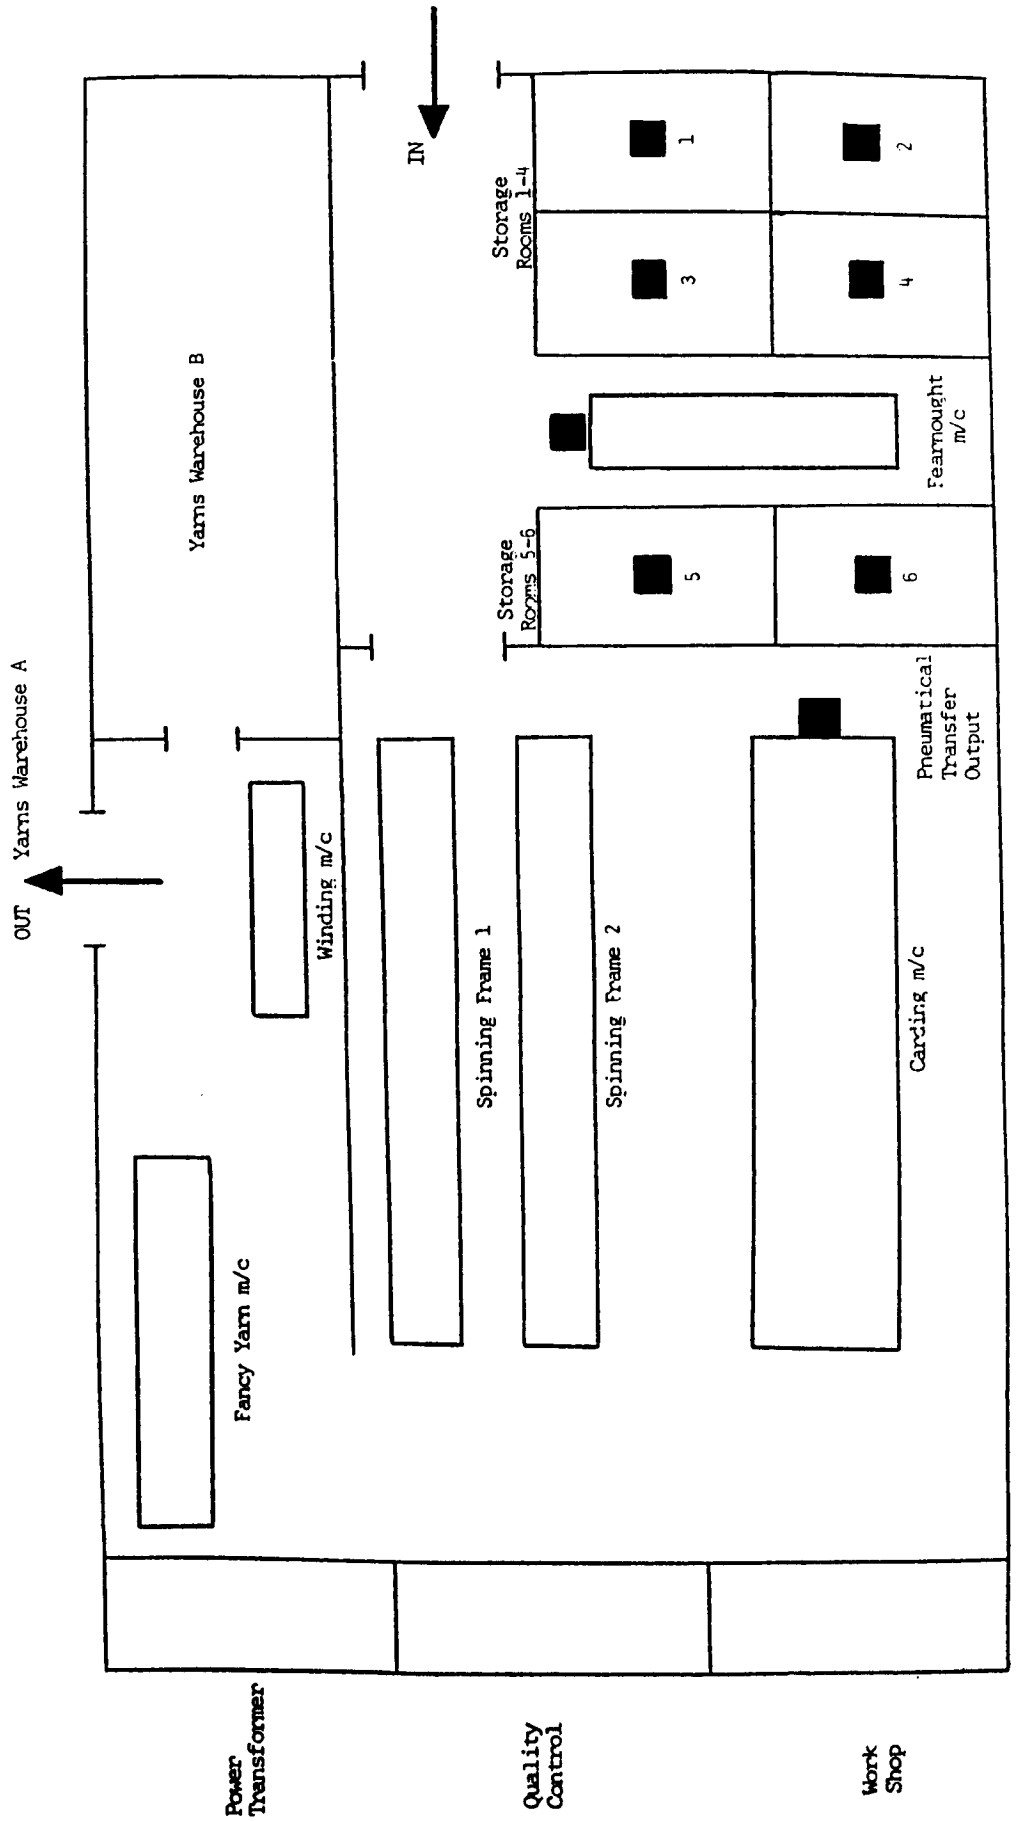 OUT Yarns Warehouse A
Yarns Warehouse B
IN
Storage
Rooms 1-4
1
2
3
4
Fearnought
m/c
Storage
Rooms 5-6
5
6
Pneumatical
Transfer
Output
Winding m/c
Spinning Frame 1
Spinning Frame 2
Carding m/c
Fancy Yarn m/c
Power
Transformer
Quality
Control
Work
Shop